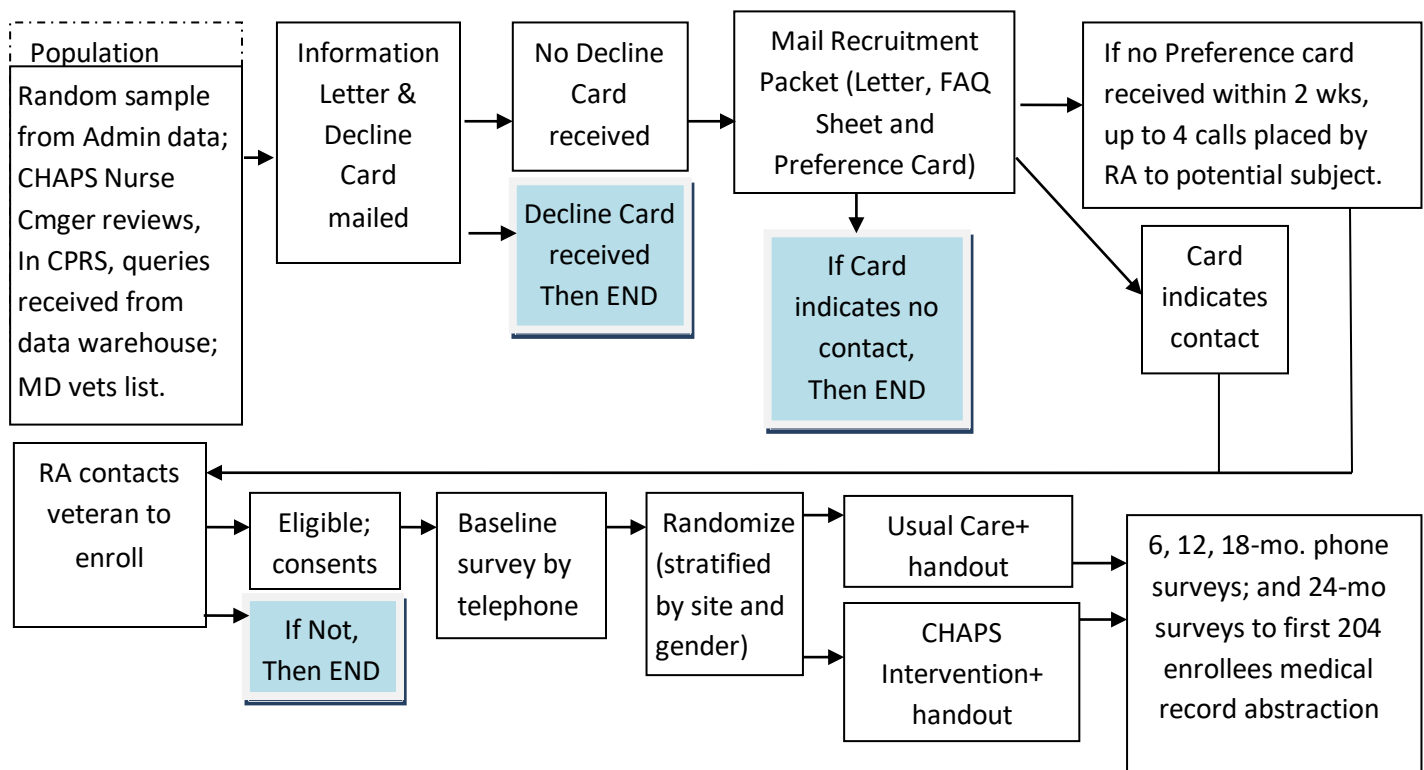 Population
Random sample
from Admin data;
CHAPS Nurse
Cmger reviews,
In CPRS, queries
received from
data warehouse;
MD vets list.
Information
Letter &
Decline
Card
mailed
No Decline
Card
received
Decline Card
received
Then END
Mail Recruitment
Packet (Letter, FAQ
Sheet and
Preference Card)
If Card
indicates no
contact,
Then END
If no Preference card
received within 2 wks,
up to 4 calls placed by
RA to potential subject.
Card
indicates
contact
RA contacts
veteran to
enroll
Eligible;
consents
If Not,
Then END
Baseline
survey by
telephone
Randomize
(stratified
by site and
gender)
Usual Care+
handout
CHAPS
Intervention+
handout
6, 12, 18-mo. phone
surveys; and 24-mo
surveys to first 204
enrollees medical
record abstraction